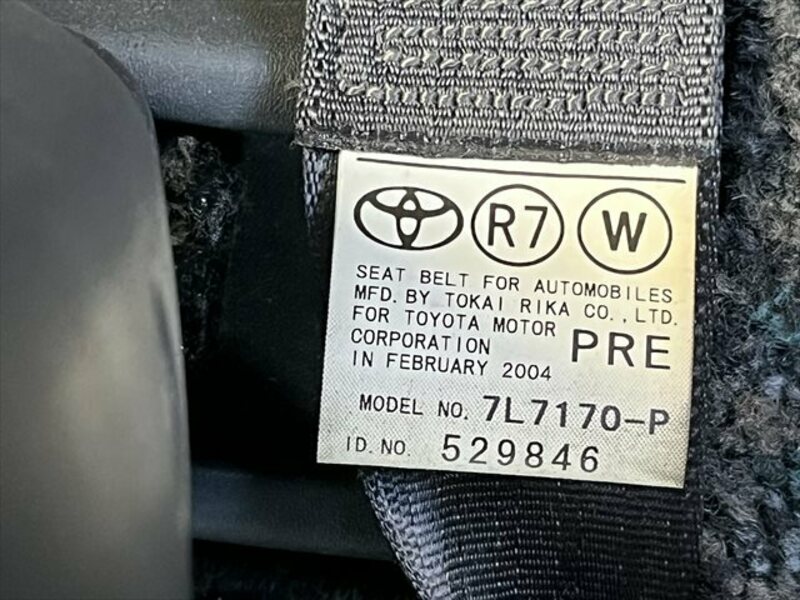 R7 W
SEAT BELT FOR AUTOMOBILES
MFD. BY TOKAI RIKA CO., LTD.
FOR TOYOTA MOTOR
CORPORATION PRE
IN FEBRUARY 2004
MODEL NO. 7L7170-P
ID. NO. 529846